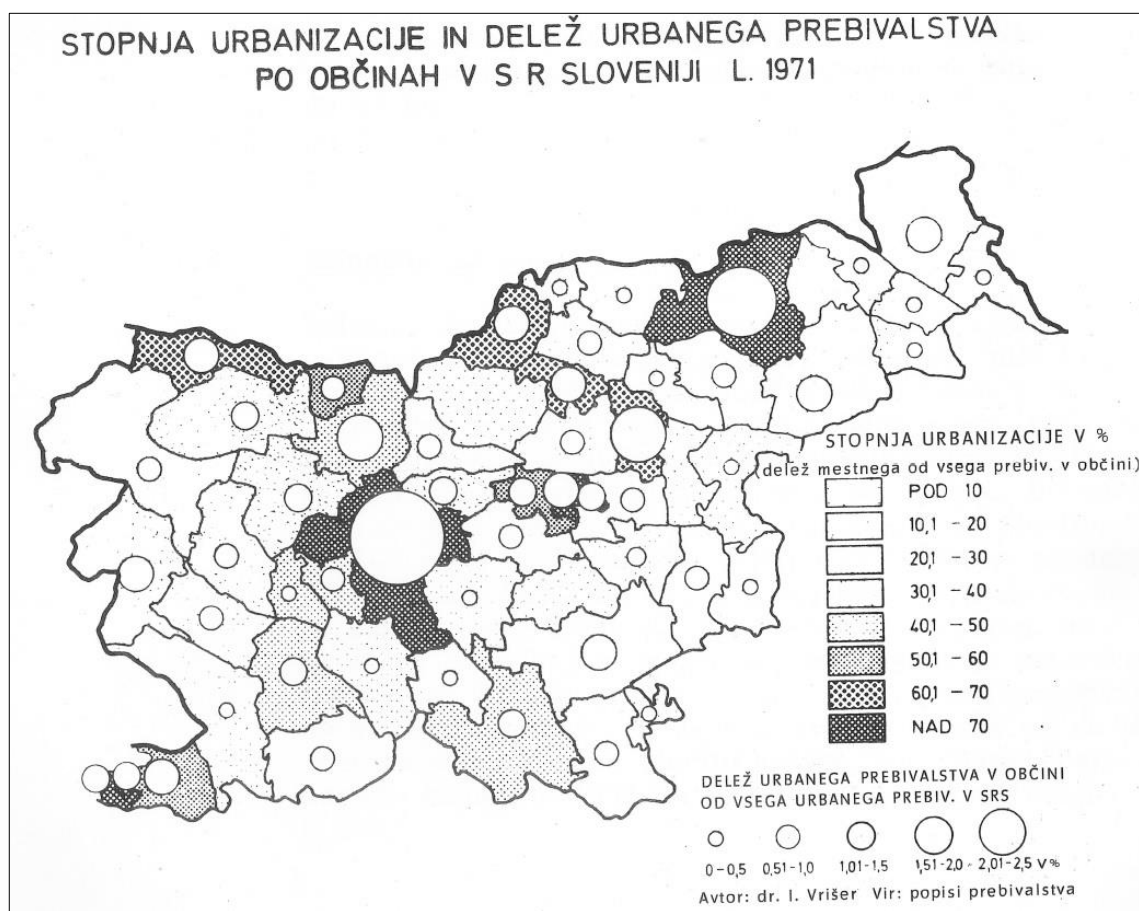 STOPNJA URBANIZACIJE IN DELEŽ URBANEGA PREBIVALSTVA
PO OBČINAH V S R SLOVENIJI L. 1971
STOPNJA URBANIZACIJE V %
(delež mestnega od vsega prebiv. v občini)
POD 10
10,1 - 20
20,1 - 30
30,1 - 40
40,1 - 50
50,1 - 60
60,1 - 70
NAD 70
DELEŽ URBANEGA PREBIVALSTVA V OBČINI
OD VSEGA URBANEGA PREBIV. V SRS
0-0,5 0,51-1,0 1,01-1,5 1,51-2,0 2,01-2,5 V %
Avtor: dr. I. Vrišer Vir: popisi prebivalstva